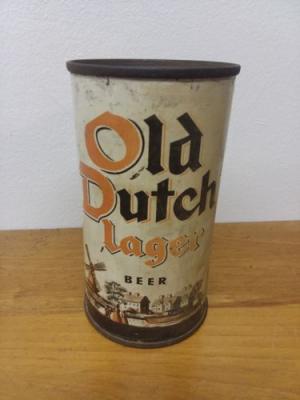 Old
Dutch
lager
BEER